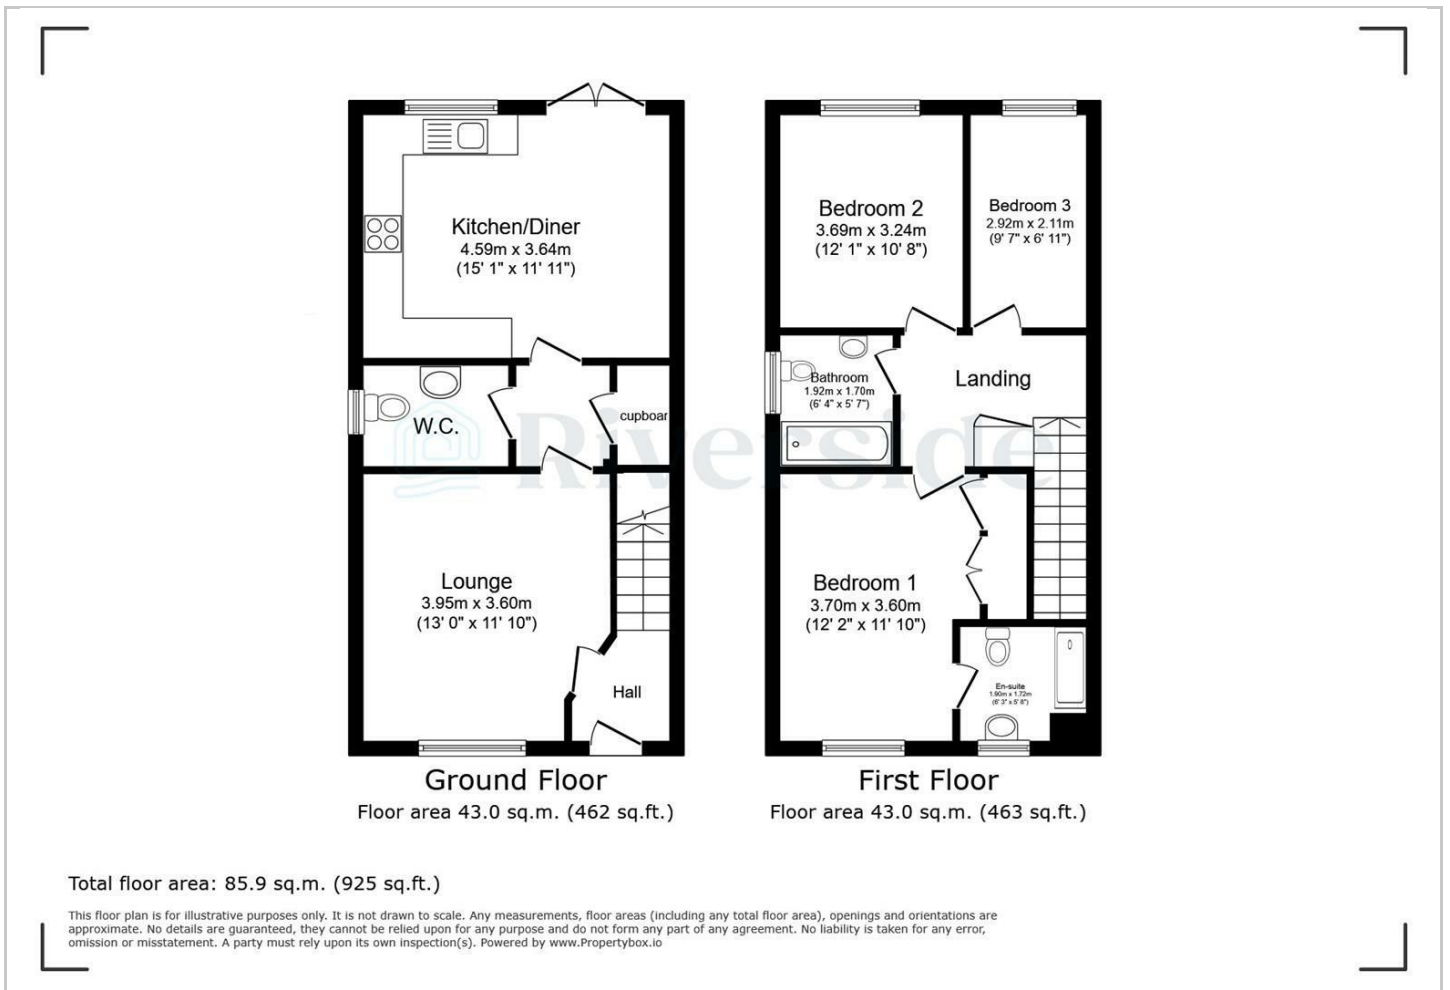 Kitchen/Diner
4.59m x 3.64m
(15' 1" x 11' 11")
W.C.
cupboar
Lounge
3.95m x 3.60m
(13' 0" x 11' 10")
Hall
Ground Floor
Floor area 43.0 sq.m. (462 sq.ft.)
Bedroom 2
3.69m x 3.24m
(12' 1" x 10' 8")
Bedroom 3
2.92m x 2.11m
(9' 7" x 6' 11")
Bathroom
1.92m x 1.70m
(6' 4" x 5' 7")
Landing
Bedroom 1
3.70m x 3.60m
(12' 2" x 11' 10")
En-suite
1.90m x 1.72m
(6' 3" x 5' 8")
First Floor
Floor area 43.0 sq.m. (463 sq.ft.)
Riverside
Total floor area: 85.9 sq.m. (925 sq.ft.)
This floor plan is for illustrative purposes only. It is not drawn to scale. Any measurements, floor areas (including any total floor area), openings and orientations are
approximate. No details are guaranteed, they cannot be relied upon for any purpose and do not form any part of any agreement. No liability is taken for any error,
omission or misstatement. A party must rely upon its own inspection(s). Powered by www.Propertybox.io